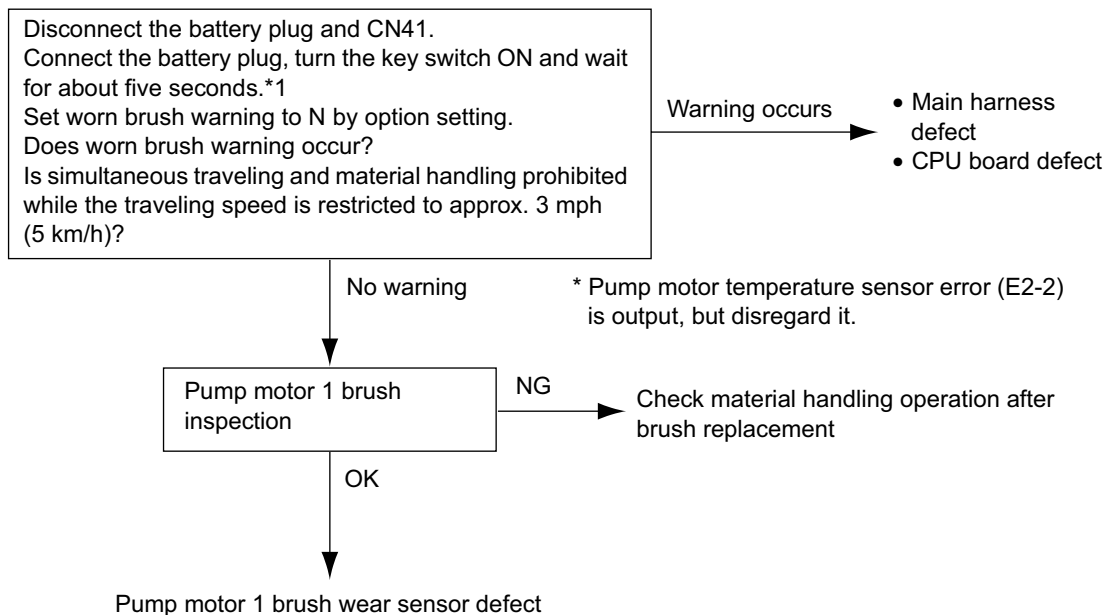 Disconnect the battery plug and CN41.
Connect the battery plug, turn the key switch ON and wait
for about five seconds.*1
Set worn brush warning to N by option setting.
Does worn brush warning occur?
Is simultaneous traveling and material handling prohibited
while the traveling speed is restricted to approx. 3 mph
(5 km/h)?
Warning occurs
• Main harness
defect
• CPU board defect
No warning
* Pump motor temperature sensor error (E2-2)
is output, but disregard it.
Pump motor 1 brush
inspection
NG
Check material handling operation after
brush replacement
OK
Pump motor 1 brush wear sensor defect